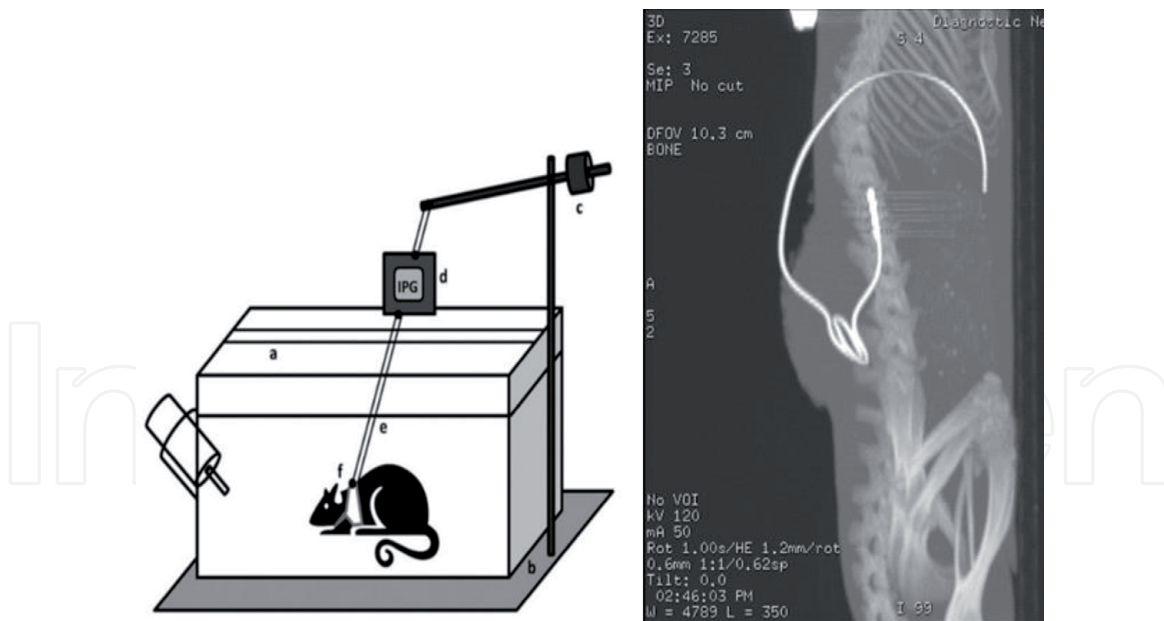 c
d
IPG
a
e
f
b
3D
Ex: 7285
Se: 3
MIP No cut
DFOV 10.3 cm
BONE
A
5
2
No VOI
kV 120
mA 50
Rot 1.00s/HE 1.2mm/rot
0.6mm 1:1/0.62sp
Tilt: 0.0
02:46:03 PM
W = 4789 L = 350
Diagnostic Ne
S 4
I 99
In
en